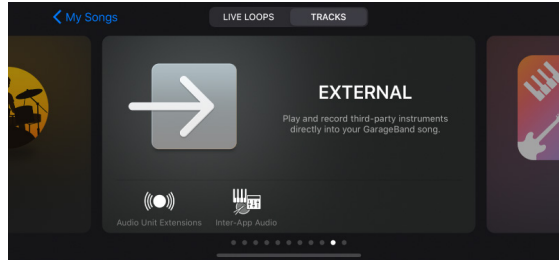 My Songs
LIVE LOOPS
TRACKS
EXTERNAL
Play and record third-party instruments
directly into your GarageBand song.
Audio Unit Extensions
Inter-App Audio